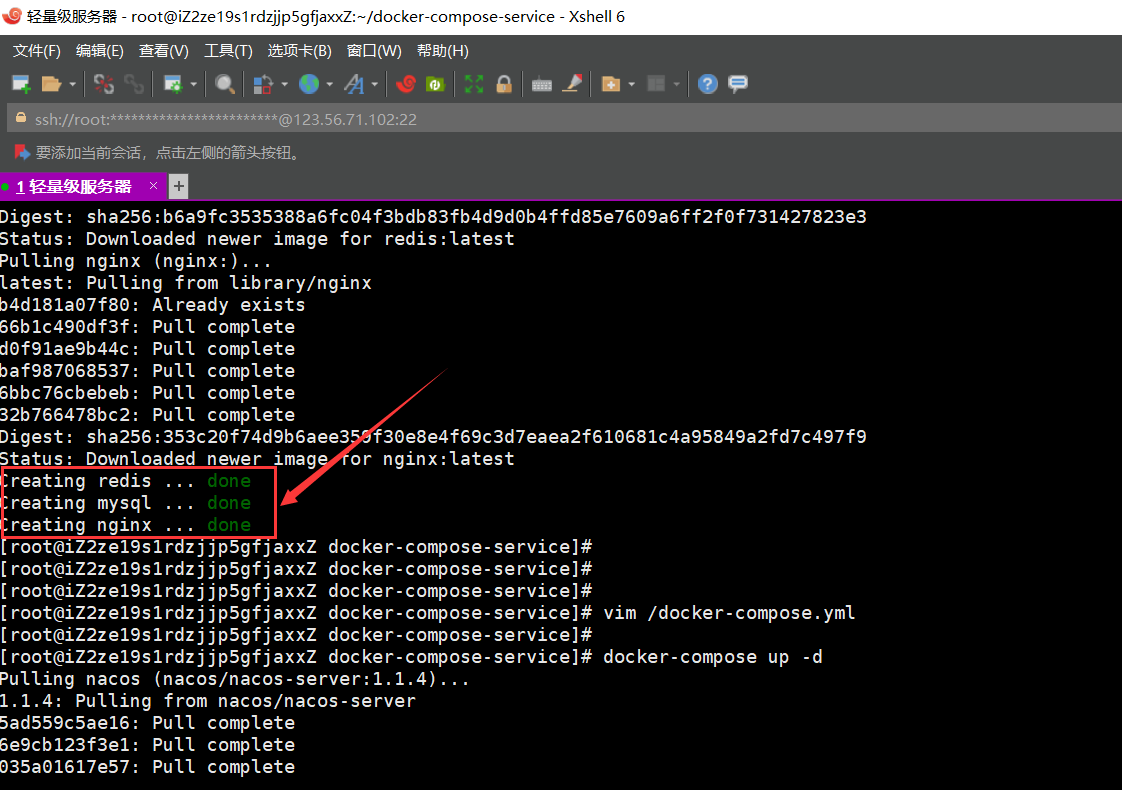 轻量级服务器 - root@iZ2ze19s1rdzjjp5gfjaxxZ:~/docker-compose-service - Xshell 6
文件(F) 编辑(E) 查看(V) 工具(T) 选项卡(B) 窗口(W) 帮助(H)
ssh://root:************************@123.56.71.102:22
要添加当前会话，点击左侧的箭头按钮。
1 轻量级服务器 × +
Digest: sha256:b6a9fc3535388a6fc04f3bdb83fb4d9d0b4ffd85e7609a6ff2f0f731427823e3
Status: Downloaded newer image for redis:latest
Pulling nginx (nginx:)...
latest: Pulling from library/nginx
b4d181a07f80: Already exists
66b1c490df3f: Pull complete
d0f91ae9b44c: Pull complete
baf987068537: Pull complete
6bbc76cbebeb: Pull complete
32b766478bc2: Pull complete
Digest: sha256:353c20f74d9b6aee359f30e8e4f69c3d7eaea2f610681c4a95849a2fd7c497f9
Status: Downloaded newer image for nginx:latest
Creating redis ... done
Creating mysql ... done
Creating nginx ... done
[root@iZ2ze19s1rdzjjp5gfjaxxZ docker-compose-service]#
[root@iZ2ze19s1rdzjjp5gfjaxxZ docker-compose-service]#
[root@iZ2ze19s1rdzjjp5gfjaxxZ docker-compose-service]#
[root@iZ2ze19s1rdzjjp5gfjaxxZ docker-compose-service]# vim /docker-compose.yml
[root@iZ2ze19s1rdzjjp5gfjaxxZ docker-compose-service]#
[root@iZ2ze19s1rdzjjp5gfjaxxZ docker-compose-service]# docker-compose up -d
Pulling nacos (nacos/nacos-server:1.1.4)...
1.1.4: Pulling from nacos/nacos-server
5ad559c5ae16: Pull complete
6e9cb123f3e1: Pull complete
035a01617e57: Pull complete